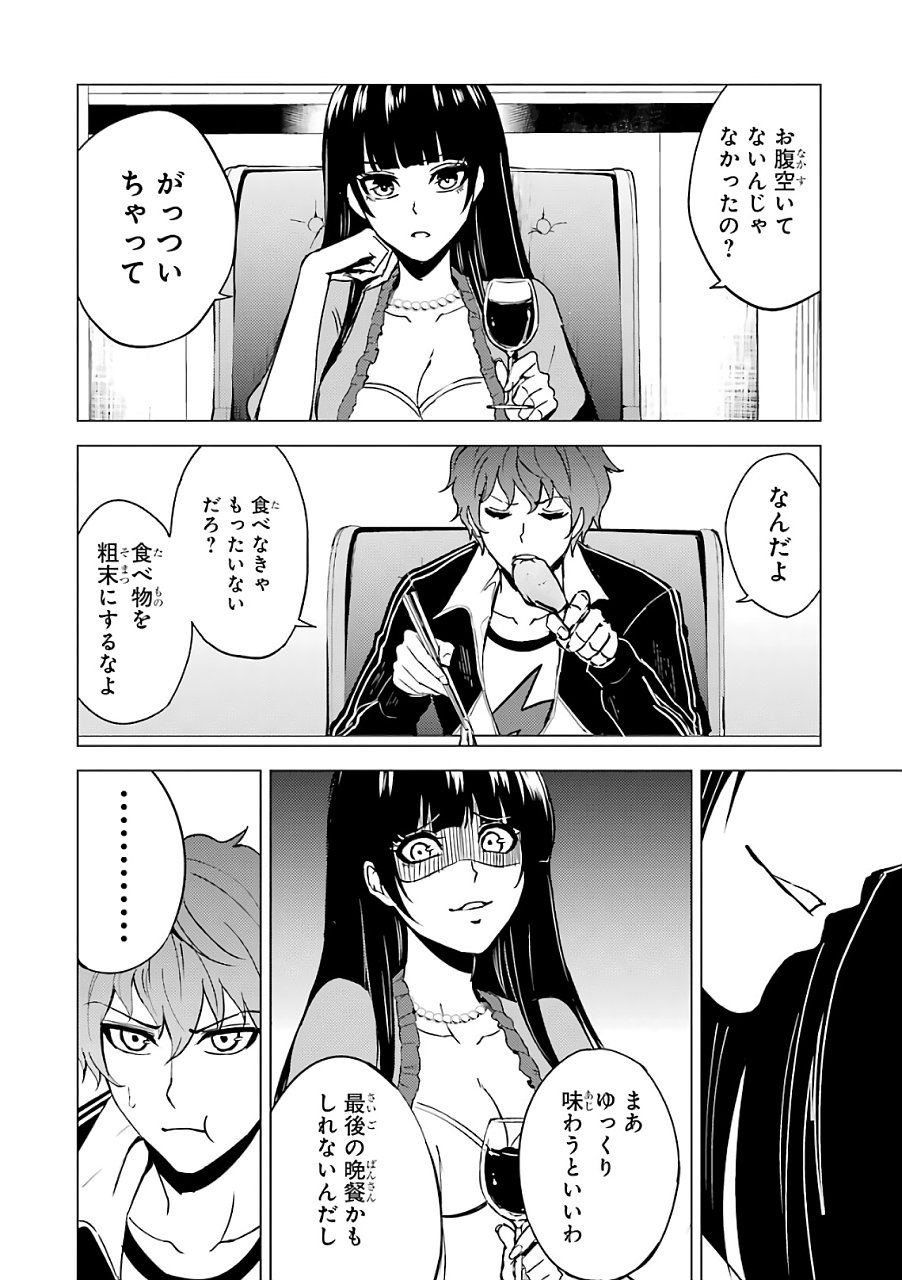 お腹空いて
ないんじゃ
なかったの?
がっつい
ちゃって
なんだよ
食べなきゃ
もったいない
だろ?
食べ物を
粗末にするなよ
まあ
ゆっくり
味わうといいわ
最後の晩餐かも
しれないんだし
…………